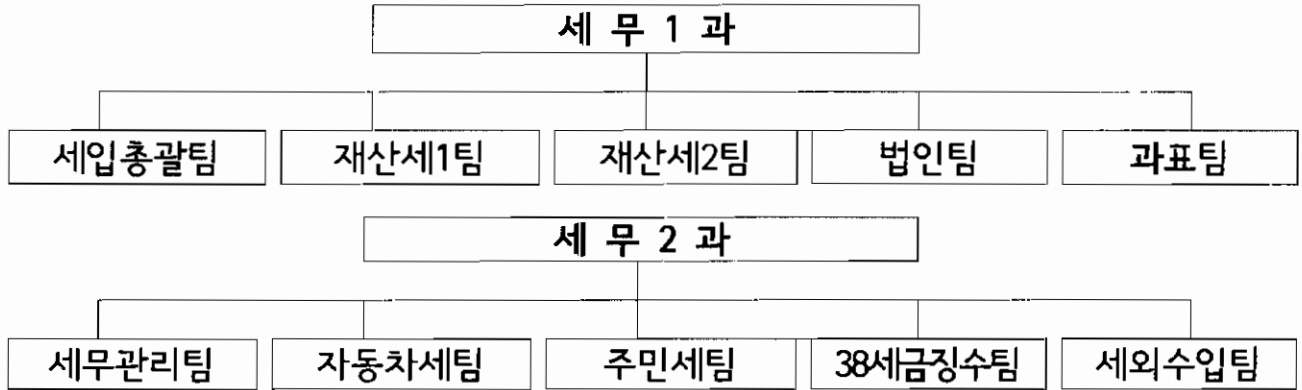 세 무 1 과
세입총괄팀 재산세1팀 재산세2팀 법인팀 과표팀
세 무 2 과
세무관리팀 자동차세팀 주민세팀 38세금징수팀 세외수입팀